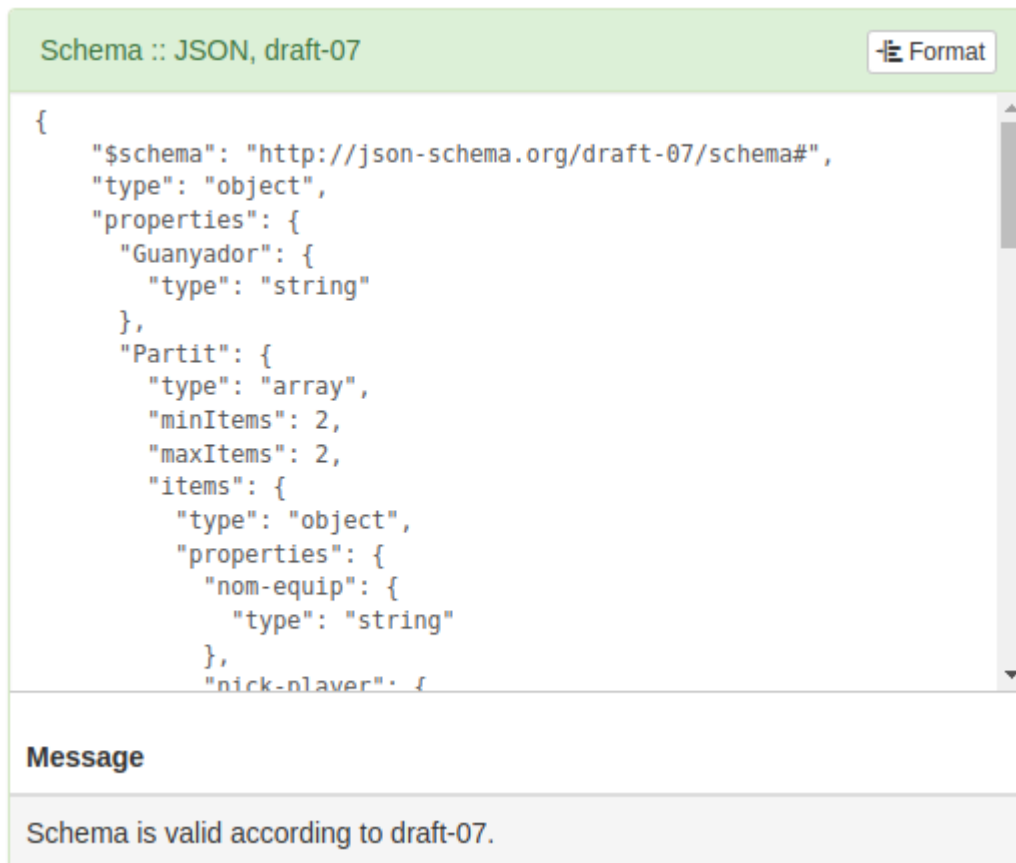 Schema :: JSON, draft-07
Format
{
    "$schema": "http://json-schema.org/draft-07/schema#",
    "type": "object",
    "properties": {
      "Guanyador": {
        "type": "string"
      },
      "Partit": {
        "type": "array",
        "minItems": 2,
        "maxItems": 2,
        "items": {
          "type": "object",
          "properties": {
            "nom-equip": {
              "type": "string"
            },
            "nick-player": {
Message
Schema is valid according to draft-07.